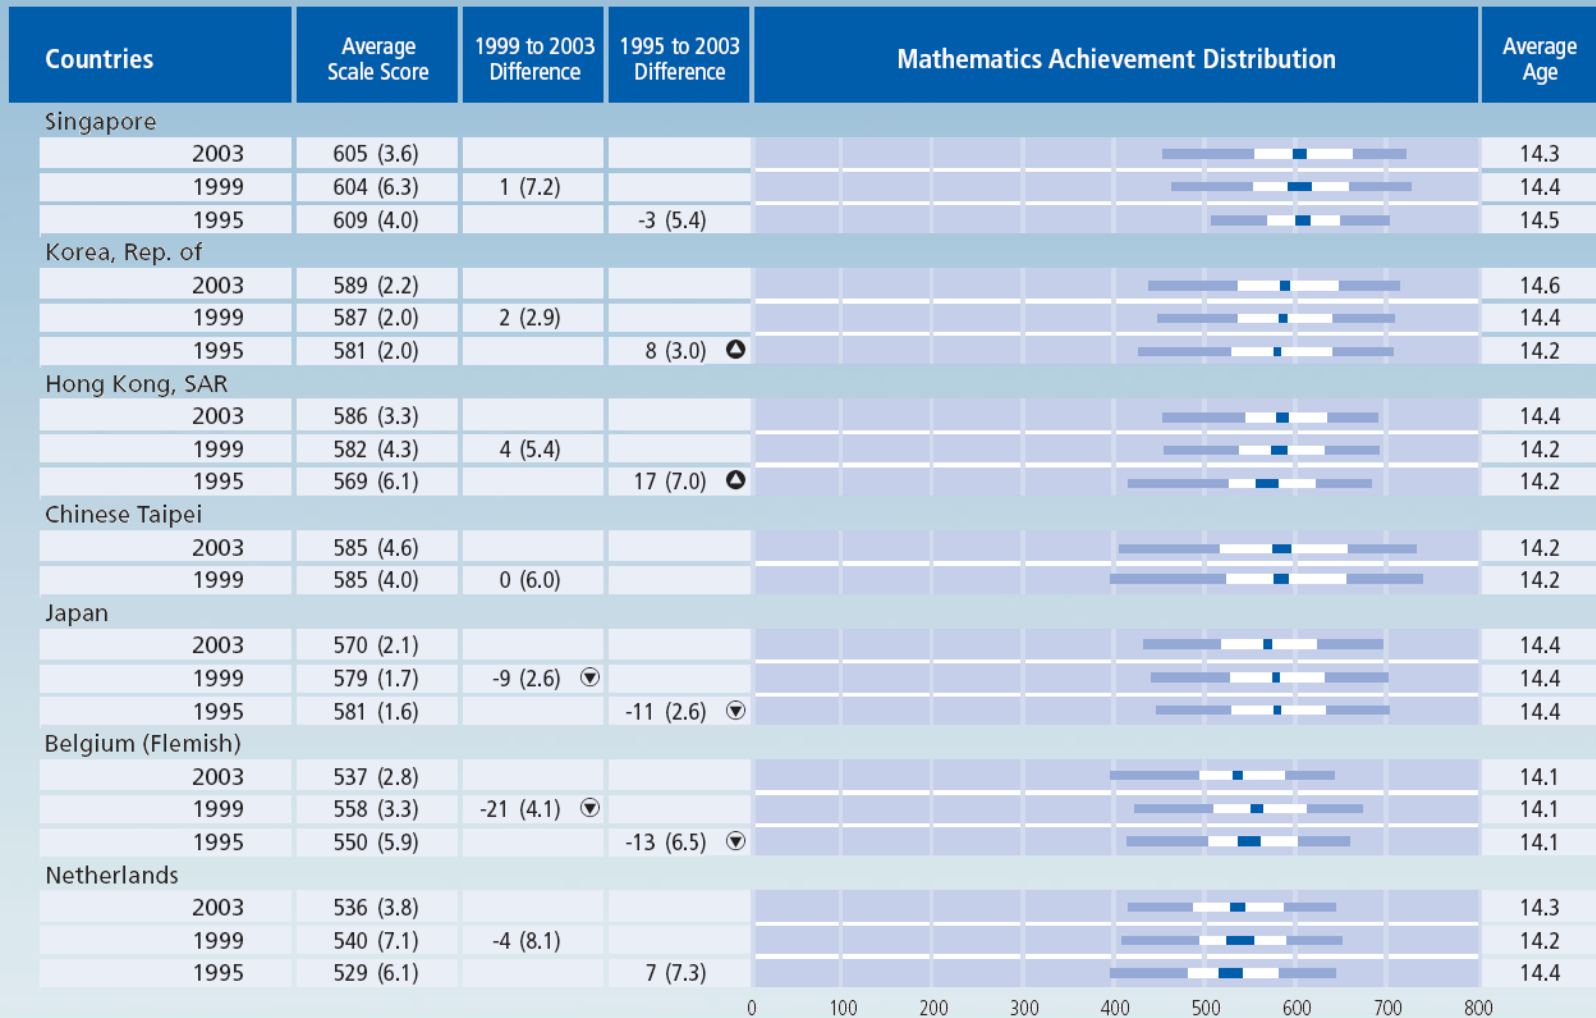 Countries
Average
Scale Score
1999 to 2003
Difference
1995 to 2003
Difference
Mathematics Achievement Distribution
Average
Age
Singapore
2003 605 (3.6) 14.3
1999 604 (6.3) 1 (7.2) 14.4
1995 609 (4.0) -3 (5.4) 14.5
Korea, Rep. of
2003 589 (2.2) 14.6
1999 587 (2.0) 2 (2.9) 14.4
1995 581 (2.0) 8 (3.0) 14.2
Hong Kong, SAR
2003 586 (3.3) 14.4
1999 582 (4.3) 4 (5.4) 14.2
1995 569 (6.1) 17 (7.0) 14.2
Chinese Taipei
2003 585 (4.6) 14.2
1999 585 (4.0) 0 (6.0) 14.2
Japan
2003 570 (2.1) 14.4
1999 579 (1.7) -9 (2.6) 14.4
1995 581 (1.6) -11 (2.6) 14.4
Belgium (Flemish)
2003 537 (2.8) 14.1
1999 558 (3.3) -21 (4.1) 14.1
1995 550 (5.9) -13 (6.5) 14.1
Netherlands
2003 536 (3.8) 14.3
1999 540 (7.1) -4 (8.1) 14.2
1995 529 (6.1) 7 (7.3) 14.4
0 100 200 300 400 500 600 700 800